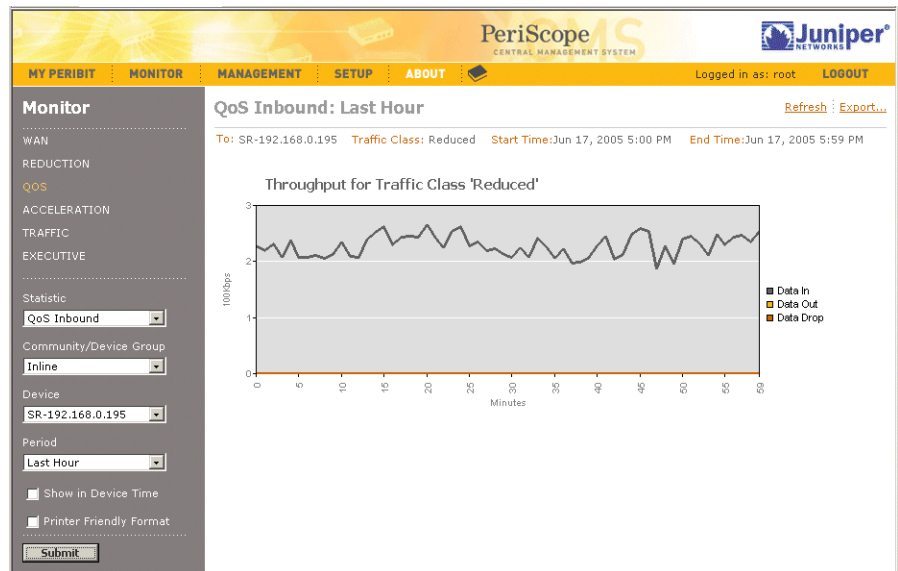 PeriScope
CENTRAL MANAGEMENT SYSTEM
CMS
Juniper®
NETWORKS
MY PERIBIT MONITOR MANAGEMENT SETUP ABOUT Logged in as: root LOGOUT
Monitor
WAN
REDUCTION
QOS
ACCELERATION
TRAFFIC
EXECUTIVE
Statistic
QoS Inbound
Community/Device Group
Inline
Device
SR-192.168.0.195
Period
Last Hour
Show in Device Time
Printer Friendly Format
Submit
QoS Inbound: Last Hour
Refresh Export...
To: SR-192.168.0.195 Traffic Class: Reduced Start Time:Jun 17, 2005 5:00 PM End Time:Jun 17, 2005 5:59 PM
Throughput for Traffic Class 'Reduced'
3
2
1
0
100Kbps
0 5 10 15 20 25 30 35 40 45 50 55 59
Minutes
Data In
Data Out
Data Drop